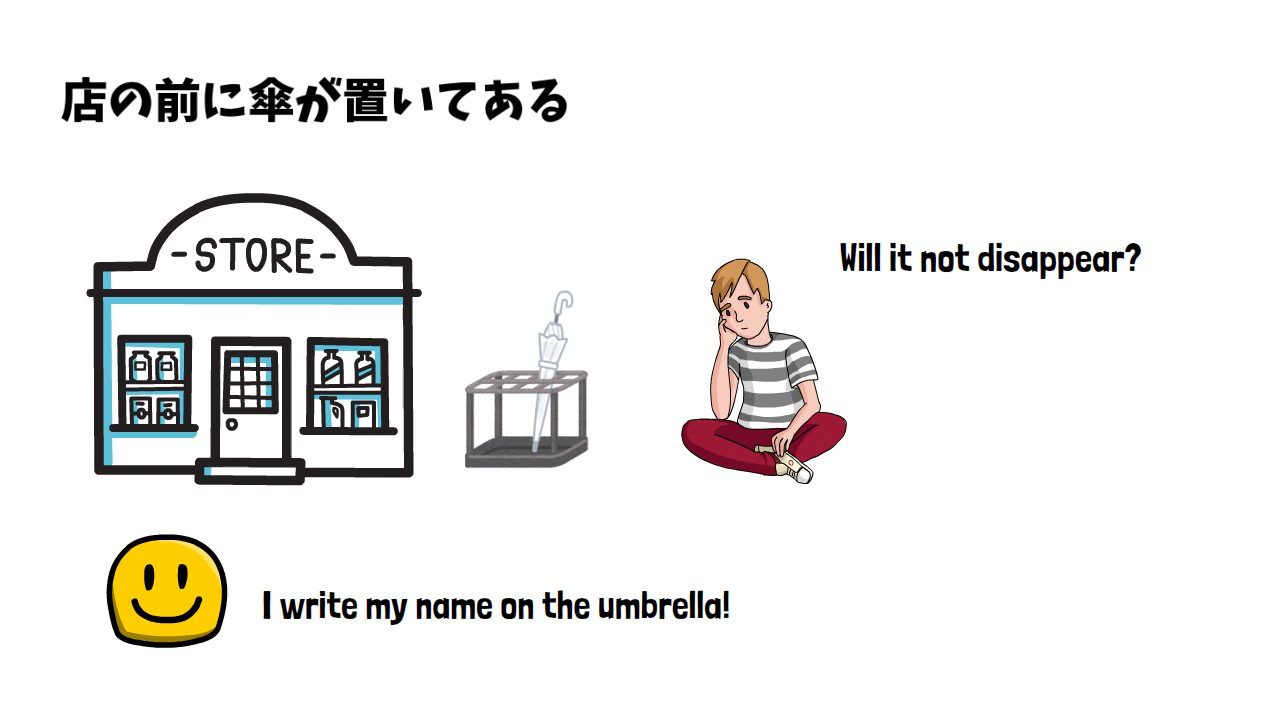 店の前に傘が置いてある
-STORE-
Will it not disappear?
I write my name on the umbrella!